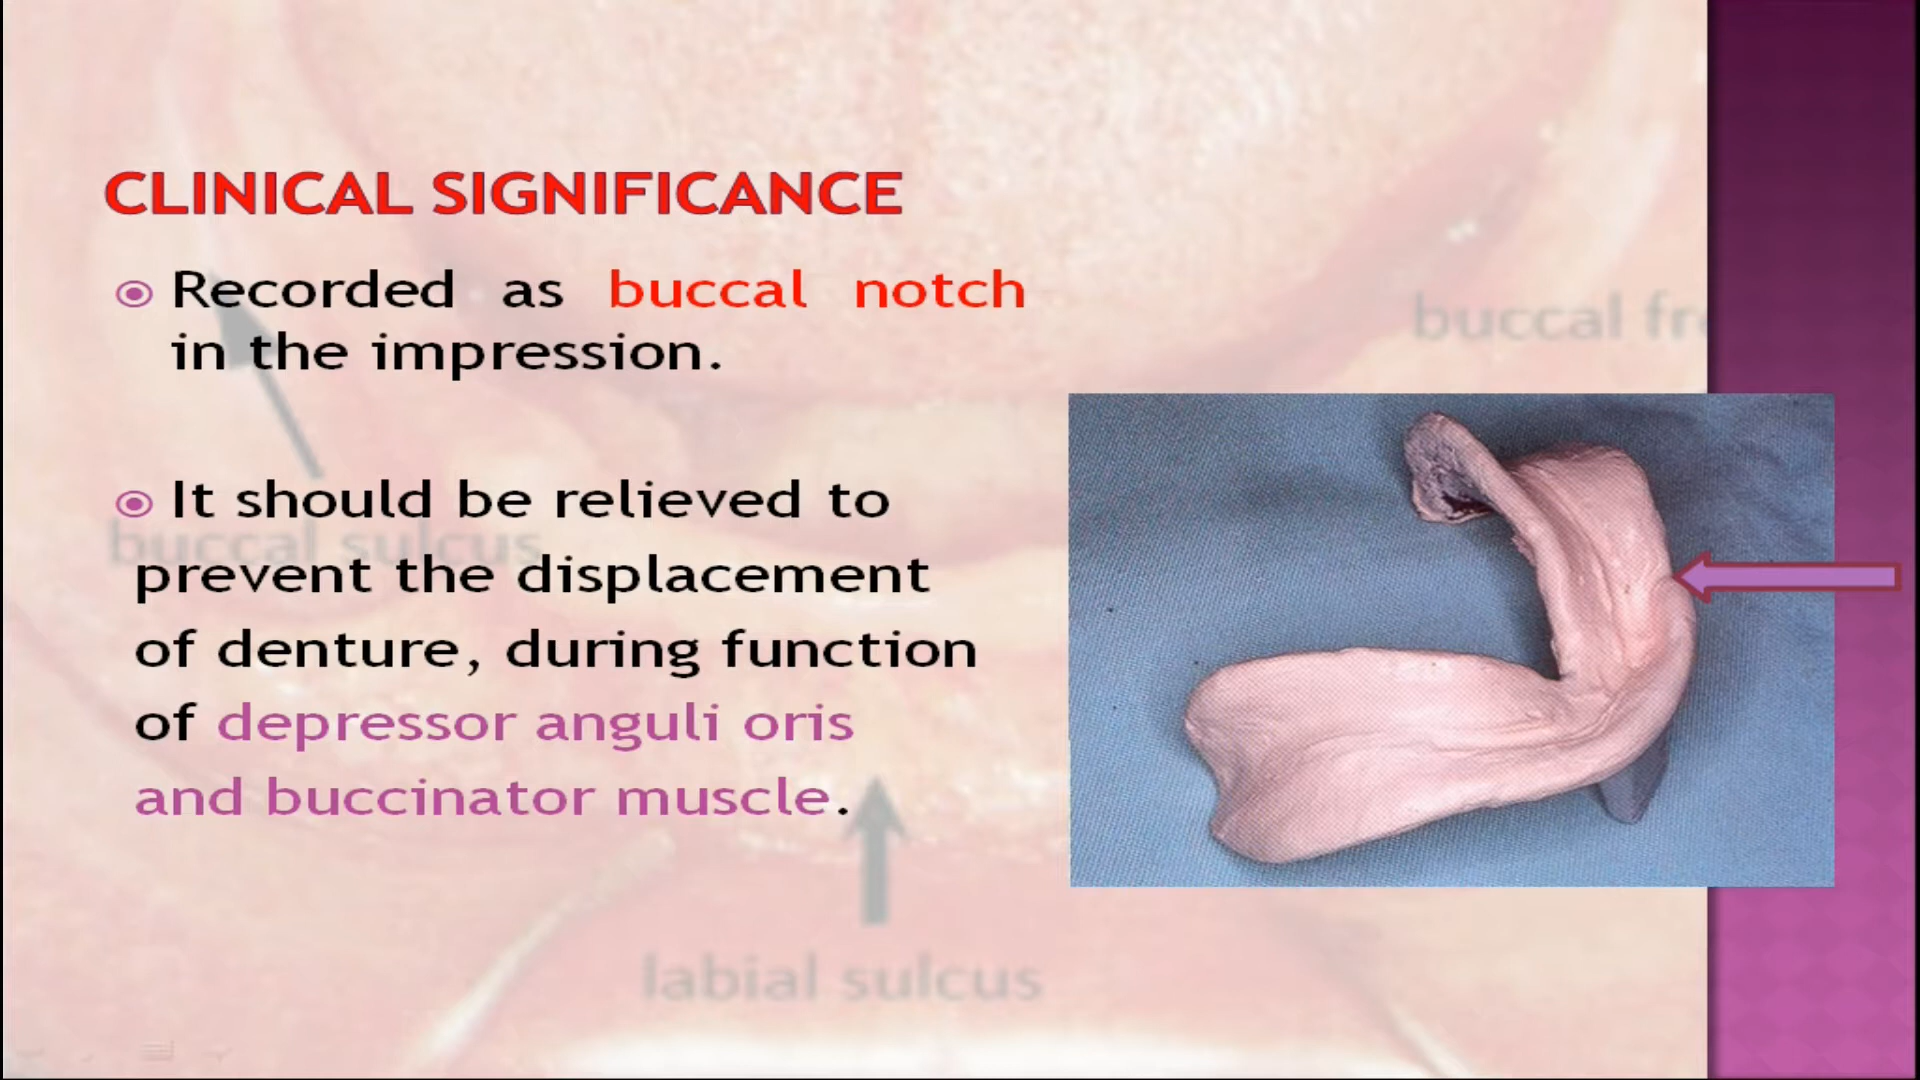 CLINICAL SIGNIFICANCE
Recorded as buccal notch
in the impression.
It should be relieved to
prevent the displacement
of denture, during function
of depressor anguli oris
and buccinator muscle.
buccal sulcus
labial sulcus
buccal